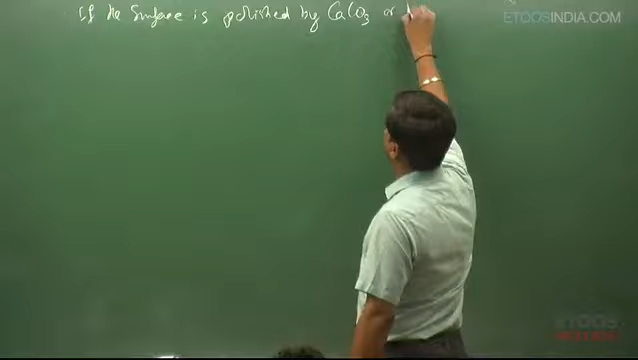 If the Surface is polished by CaCO3 or
ETOOSINDIA.COM